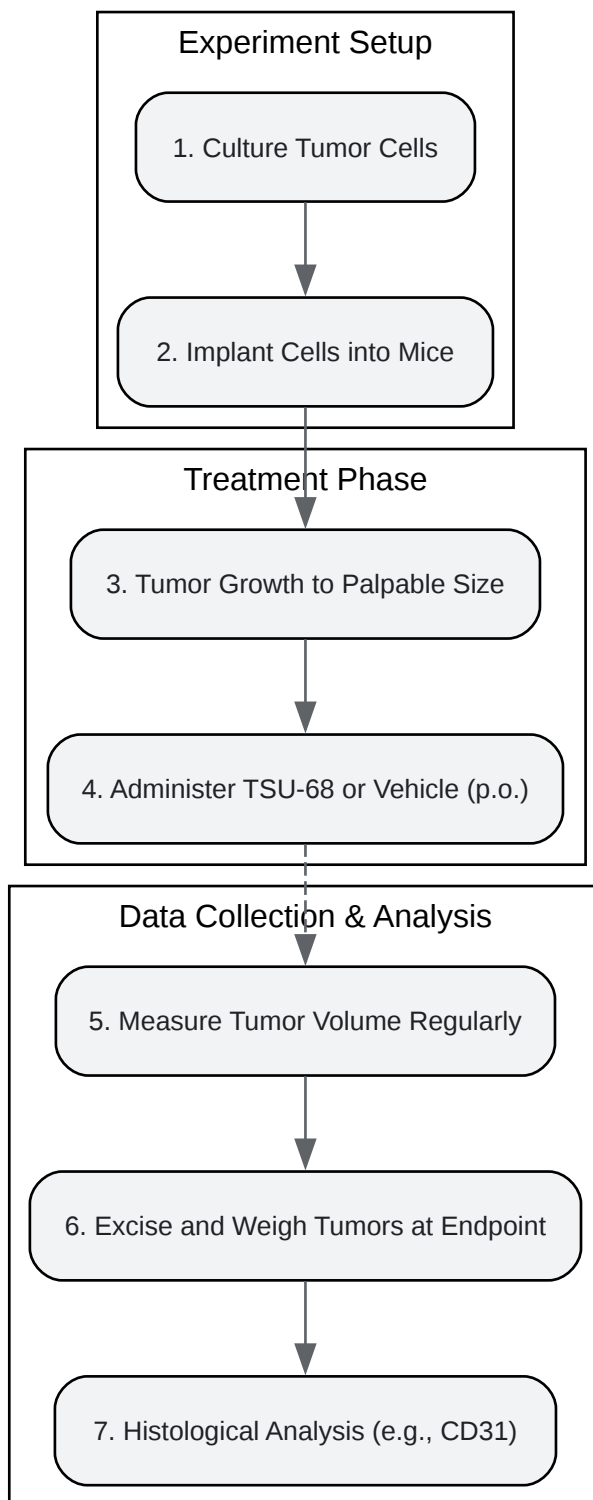 Experiment Setup
1. Culture Tumor Cells
2. Implant Cells into Mice
Treatment Phase
3. Tumor Growth to Palpable Size
4. Administer TSU-68 or Vehicle (p.o.)
Data Collection & Analysis
5. Measure Tumor Volume Regularly
6. Excise and Weigh Tumors at Endpoint
7. Histological Analysis (e.g., CD31)